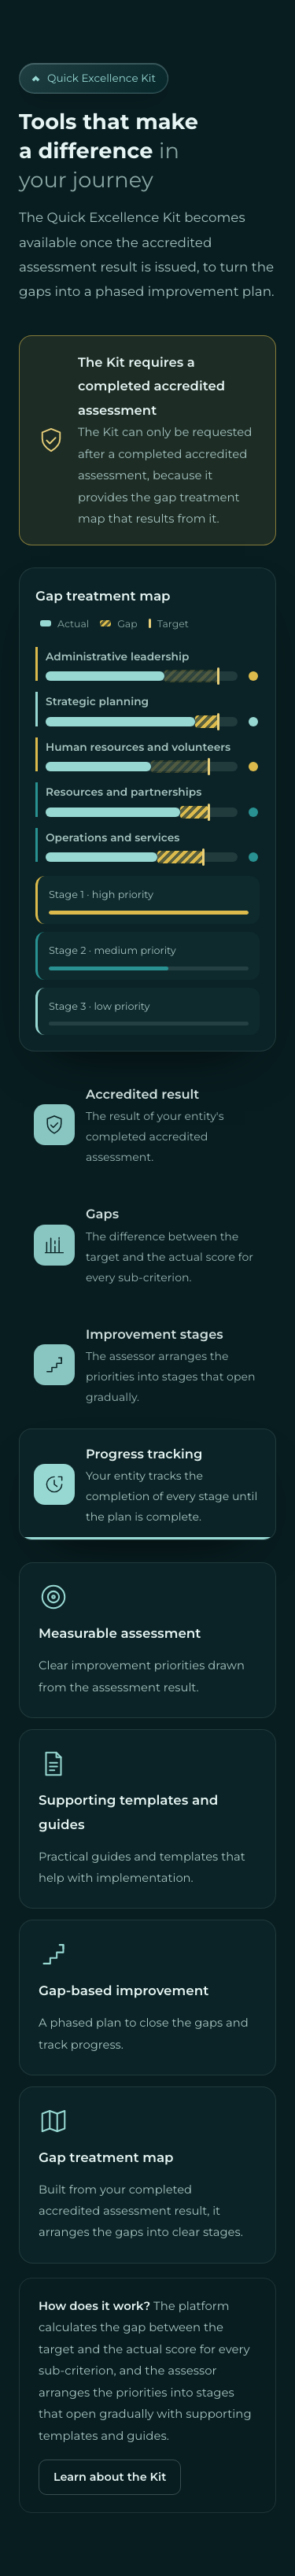 Quick Excellence Kit
Tools that make
a difference in
your journey
The Quick Excellence Kit becomes
available once the accredited
assessment result is issued, to turn the
gaps into a phased improvement plan.
The Kit requires a
completed accredited
assessment
The Kit can only be requested
after a completed accredited
assessment, because it
provides the gap treatment
map that results from it.
Gap treatment map
Actual Gap Target
Administrative leadership
Strategic planning
Human resources and volunteers
Resources and partnerships
Operations and services
Stage 1 · high priority
Stage 2 · medium priority
Stage 3 · low priority
Accredited result
The result of your entity's
completed accredited
assessment.
Gaps
The difference between the
target and the actual score for
every sub-criterion.
Improvement stages
The assessor arranges the
priorities into stages that open
gradually.
Progress tracking
Your entity tracks the
completion of every stage until
the plan is complete.
Measurable assessment
Clear improvement priorities drawn
from the assessment result.
Supporting templates and
guides
Practical guides and templates that
help with implementation.
Gap-based improvement
A phased plan to close the gaps and
track progress.
Gap treatment map
Built from your completed
accredited assessment result, it
arranges the gaps into clear stages.
How does it work? The platform
calculates the gap between the
target and the actual score for every
sub-criterion, and the assessor
arranges the priorities into stages
that open gradually with supporting
templates and guides.
Learn about the Kit